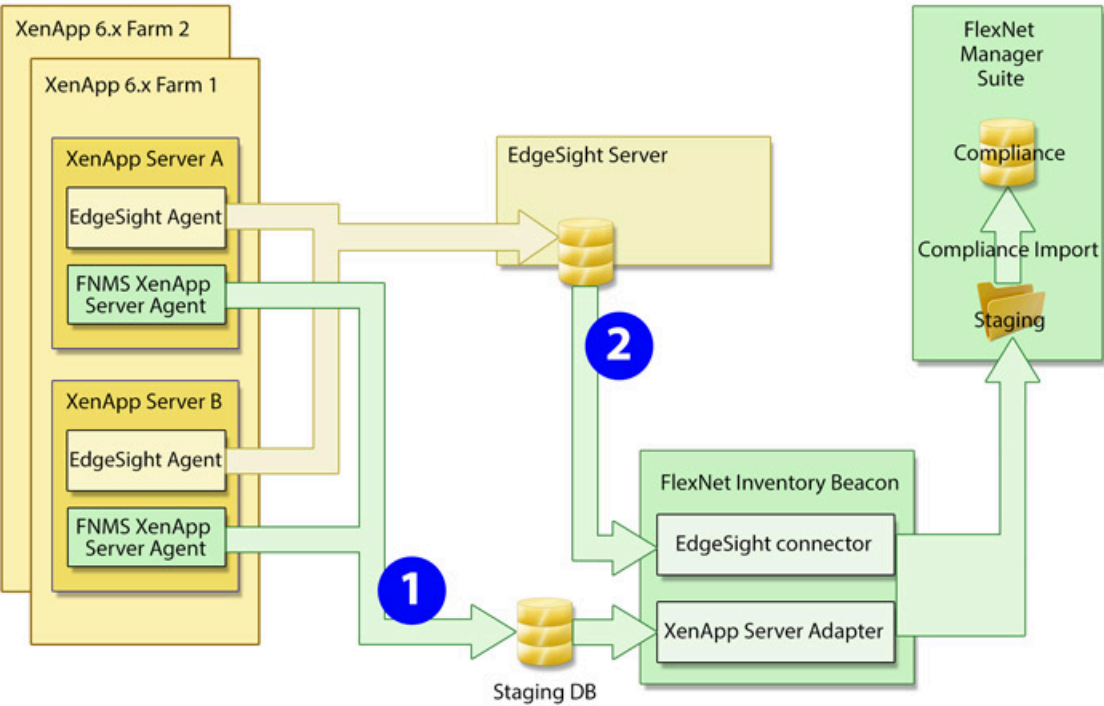 XenApp 6.x Farm 2
XenApp 6.x Farm 1
XenApp Server A
EdgeSight Agent
FNMS XenApp
Server Agent
XenApp Server B
EdgeSight Agent
FNMS XenApp
Server Agent
EdgeSight Server
2
1
Staging DB
FlexNet Inventory Beacon
EdgeSight connector
XenApp Server Adapter
FlexNet
Manager
Suite
Compliance
Compliance Import
Staging